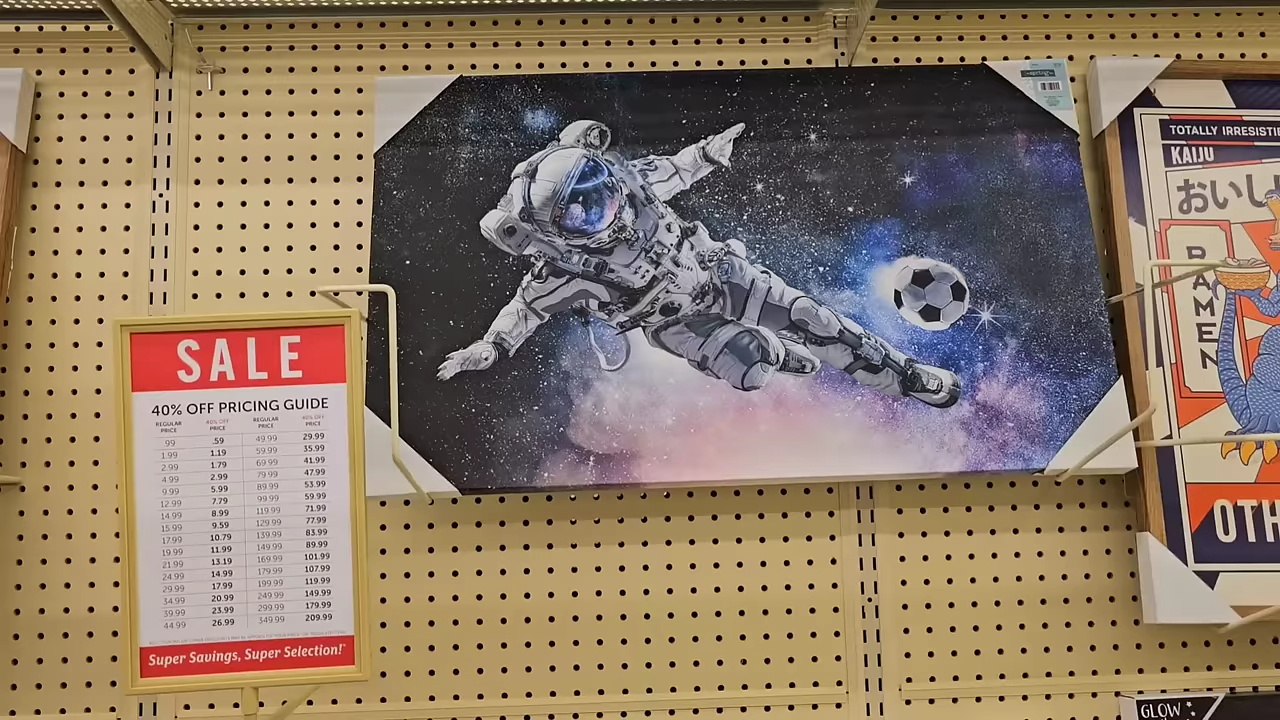 SALE
40% OFF PRICING GUIDE
REGULAR PRICE 40% OFF PRICE REGULAR PRICE 40% OFF PRICE
.99 .59 49.99 29.99
1.99 1.19 59.99 35.99
2.99 1.79 69.99 41.99
4.99 2.99 79.99 47.99
9.99 5.99 89.99 53.99
12.99 7.79 99.99 59.99
14.99 8.99 119.99 71.99
15.99 9.59 129.99 77.99
17.99 10.79 139.99 83.99
19.99 11.99 149.99 89.99
21.99 13.19 169.99 101.99
24.99 14.99 179.99 107.99
29.99 17.99 199.99 119.99
34.99 20.99 249.99 149.99
39.99 23.99 299.99 179.99
44.99 26.99 349.99 209.99
Super Savings, Super Selection!
TOTALLY
KAIJU
おいし
RAMEN
GLOW